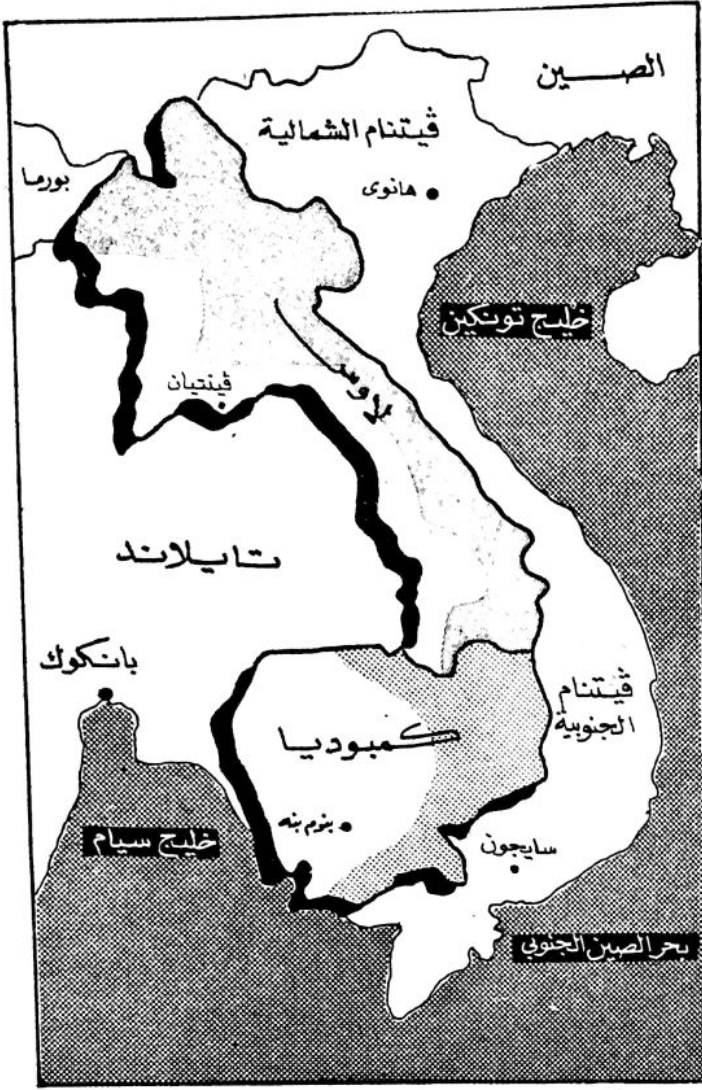 الصين
ڤيتنام الشمالية
بورما
هانوى
خليج تونكين
ڤينتيان
لاوس
تايلاند
بانكوك
ڤيتنام
الجنوبية
كمبوديا
بنوم بنه
خليج سيام
سايجون
بحر الصين الجنوبي